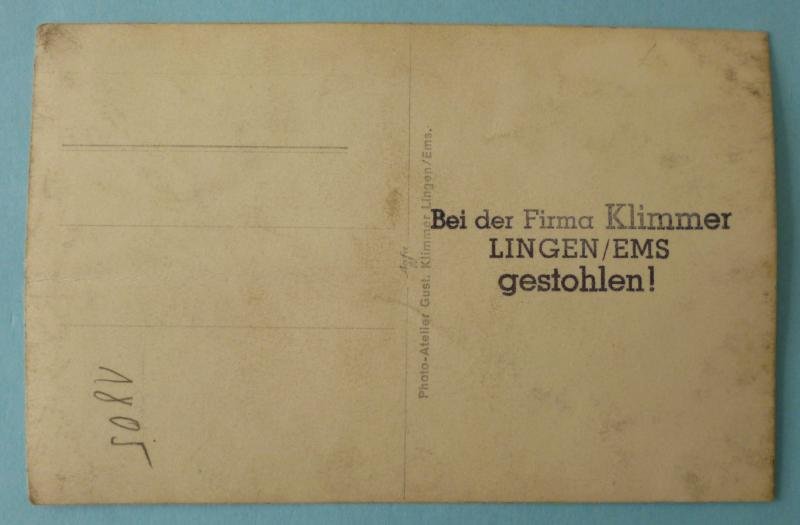 Bei der Firma Klimmer
LINGEN/EMS
gestohlen!
Photo-Atelier Gust. Klimmer Lingen/Ems.